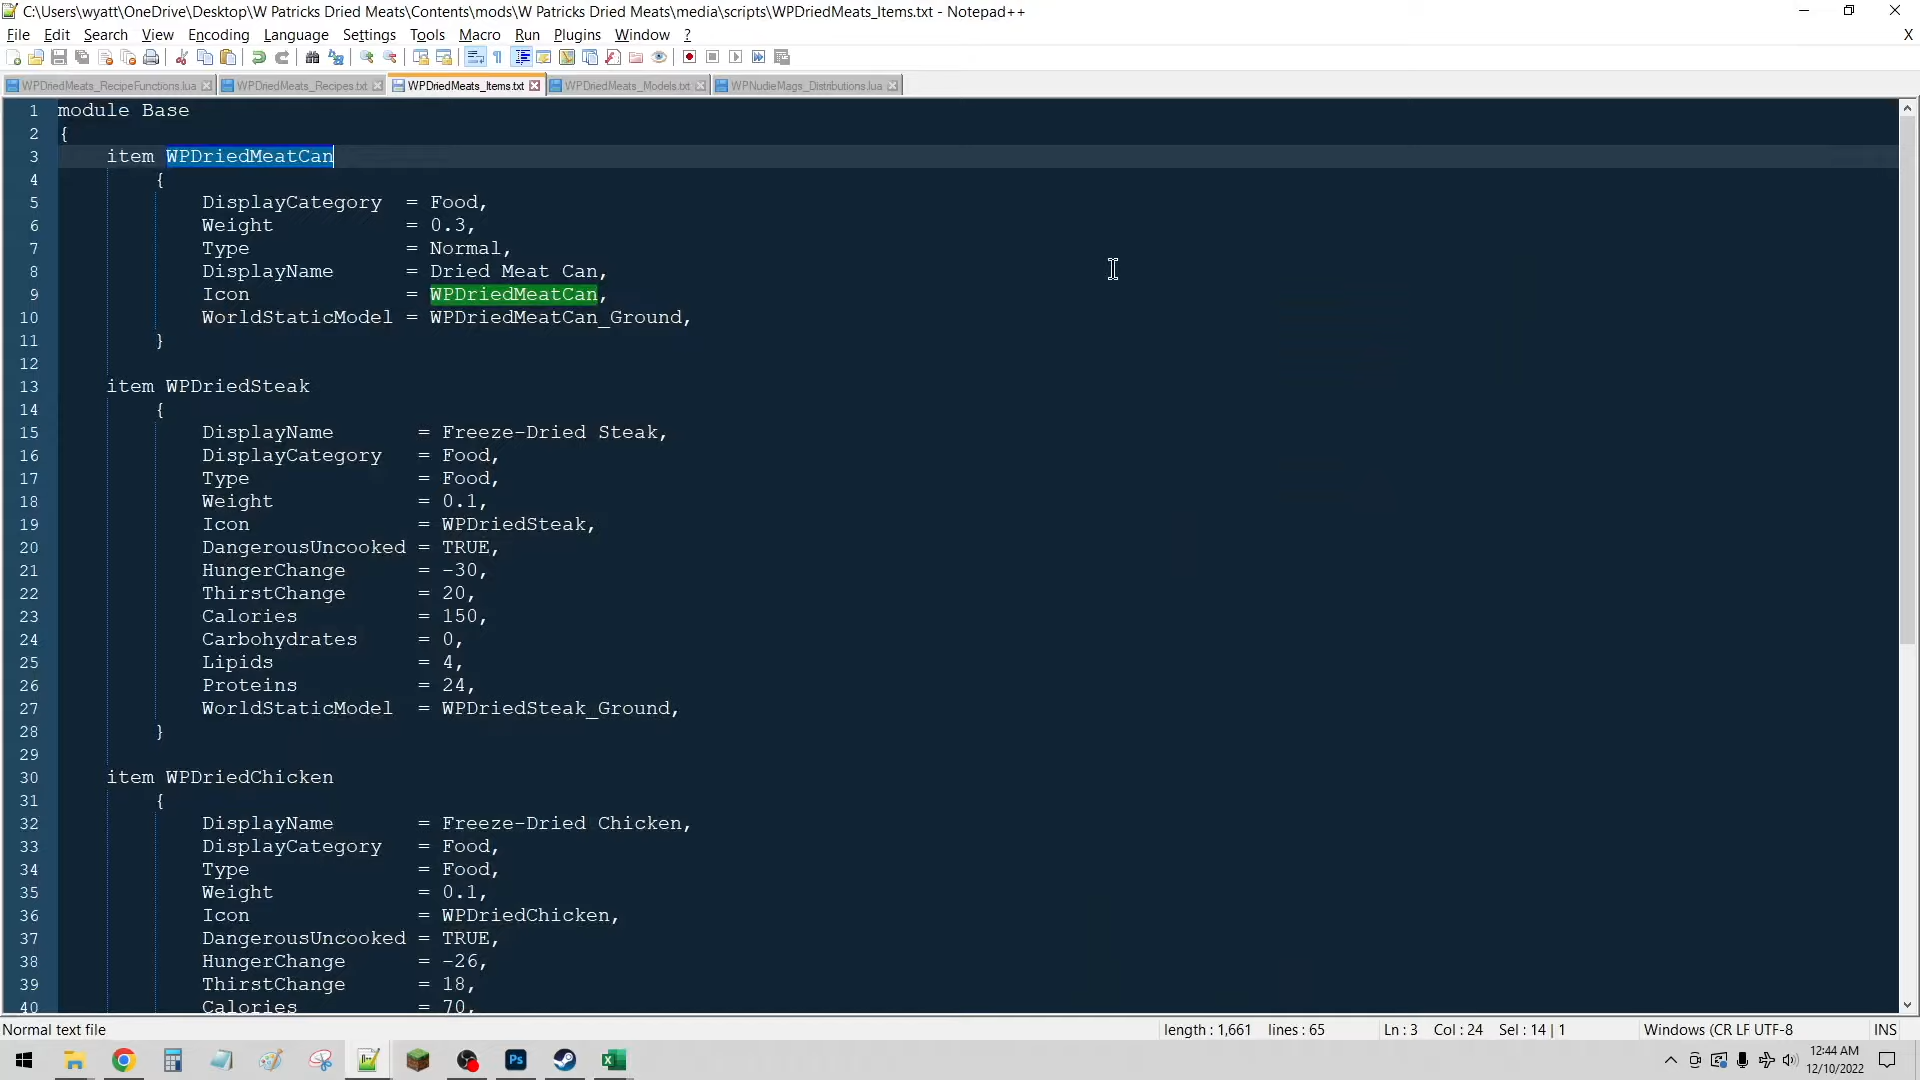 C:\Users\wyatt\OneDrive\Desktop\W Patricks Dried Meats\Contents\mods\W Patricks Dried Meats\media\scripts\WPDriedMeats_Items.txt - Notepad++
File Edit Search View Encoding Language Settings Tools Macro Run Plugins Window ? X
WPDriedMeats_RecipeFunctions.lua WPDriedMeats_Recipes.txt WPDriedMeats_Items.txt WPDriedMeats_Models.txt WPNudieMags_Distributions.lua
1 module Base
2 {
3 item WPDriedMeatCan
4 {
5 DisplayCategory = Food,
6 Weight = 0.3,
7 Type = Normal,
8 DisplayName = Dried Meat Can,
9 Icon = WPDriedMeatCan,
10 WorldStaticModel = WPDriedMeatCan_Ground,
11 }
12
13 item WPDriedSteak
14 {
15 DisplayName = Freeze-Dried Steak,
16 DisplayCategory = Food,
17 Type = Food,
18 Weight = 0.1,
19 Icon = WPDriedSteak,
20 DangerousUncooked = TRUE,
21 HungerChange = -30,
22 ThirstChange = 20,
23 Calories = 150,
24 Carbohydrates = 0,
25 Lipids = 4,
26 Proteins = 24,
27 WorldStaticModel = WPDriedSteak_Ground,
28 }
29
30 item WPDriedChicken
31 {
32 DisplayName = Freeze-Dried Chicken,
33 DisplayCategory = Food,
34 Type = Food,
35 Weight = 0.1,
36 Icon = WPDriedChicken,
37 DangerousUncooked = TRUE,
38 HungerChange = -26,
39 ThirstChange = 18,
40 Calories = 70,
Normal text file length : 1,661 lines : 65 Ln : 3 Col : 24 Sel : 14 | 1 Windows (CR LF UTF-8 INS
Ps
12:44 AM
12/10/2022